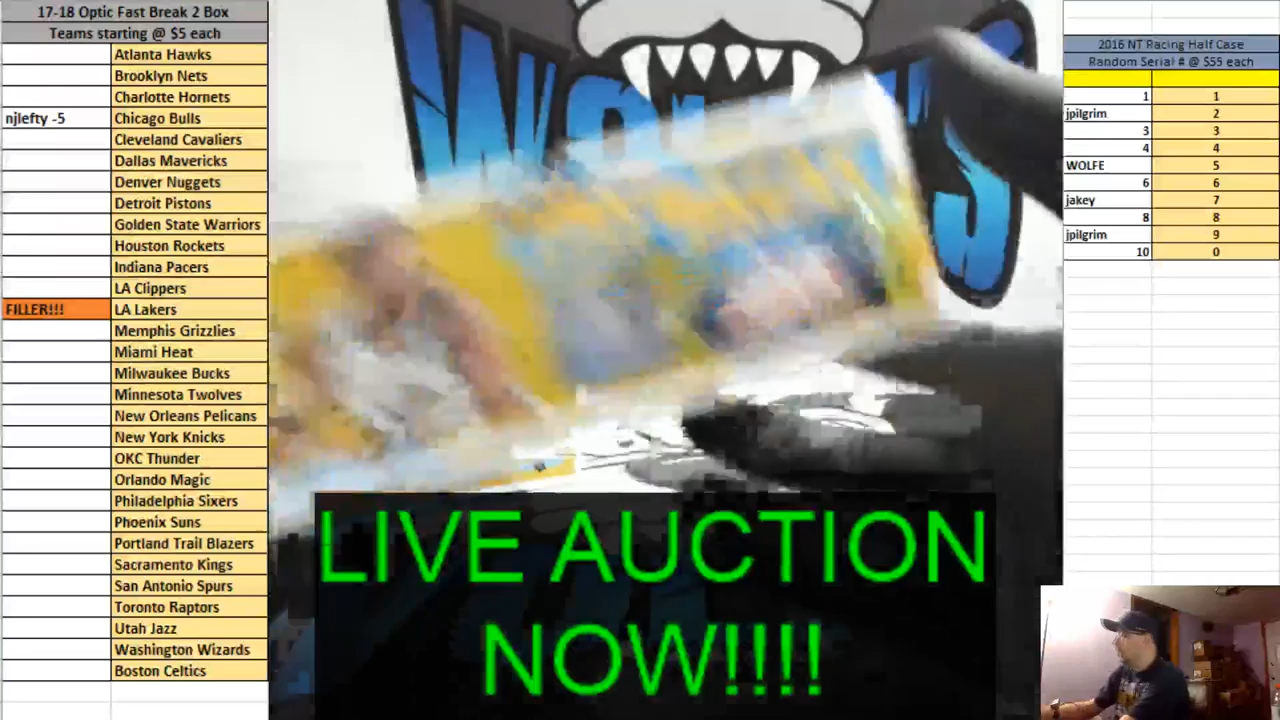 17-18 Optic Fast Break 2 Box
Teams starting @ $5 each
Atlanta Hawks
Brooklyn Nets
Charlotte Hornets
njlefty -5 Chicago Bulls
Cleveland Cavaliers
Dallas Mavericks
Denver Nuggets
Detroit Pistons
Golden State Warriors
Houston Rockets
Indiana Pacers
LA Clippers
FILLER!!! LA Lakers
Memphis Grizzlies
Miami Heat
Milwaukee Bucks
Minnesota Twolves
New Orleans Pelicans
New York Knicks
OKC Thunder
Orlando Magic
Philadelphia Sixers
Phoenix Suns
Portland Trail Blazers
Sacramento Kings
San Antonio Spurs
Toronto Raptors
Utah Jazz
Washington Wizards
Boston Celtics
LIVE AUCTION
NOW!!!!
2016 NT Racing Half Case
Random Serial # @ $55 each
1 1
jpilgrim 2
3 3
4 4
WOLFE 5
6 6
jakey 7
8 8
jpilgrim 9
10 0